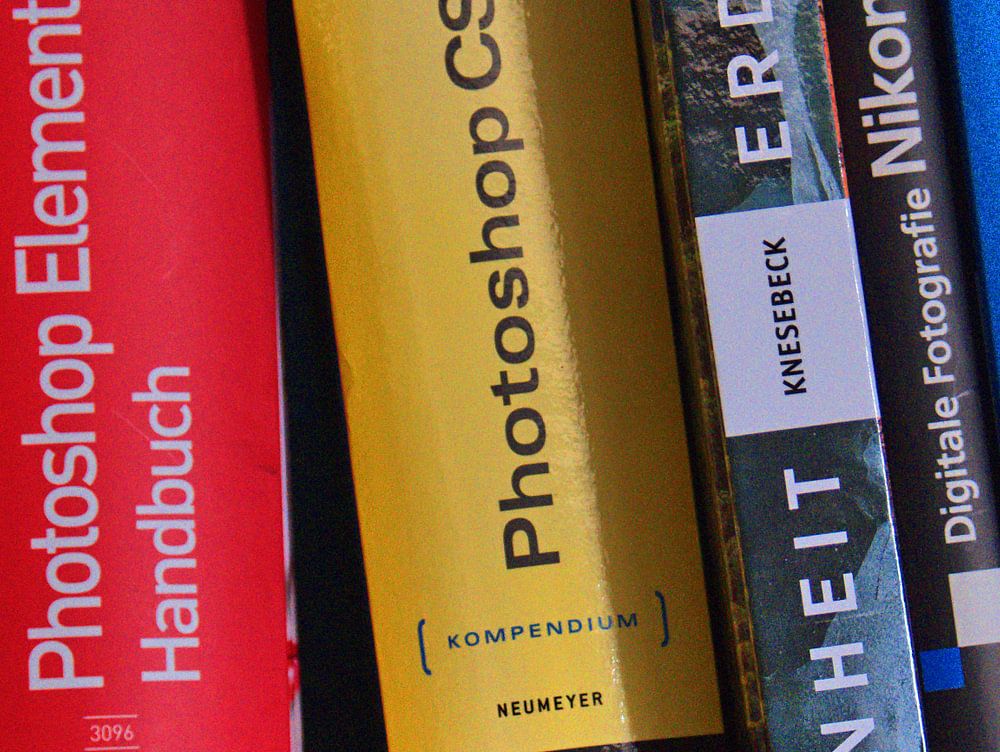 Photoshop Element
Handbuch
3096
Photoshop CS
[ KOMPENDIUM ]
NEUMEYER
ERD
KNESEBECK
NHEIT
Digitale Fotografie Nikon